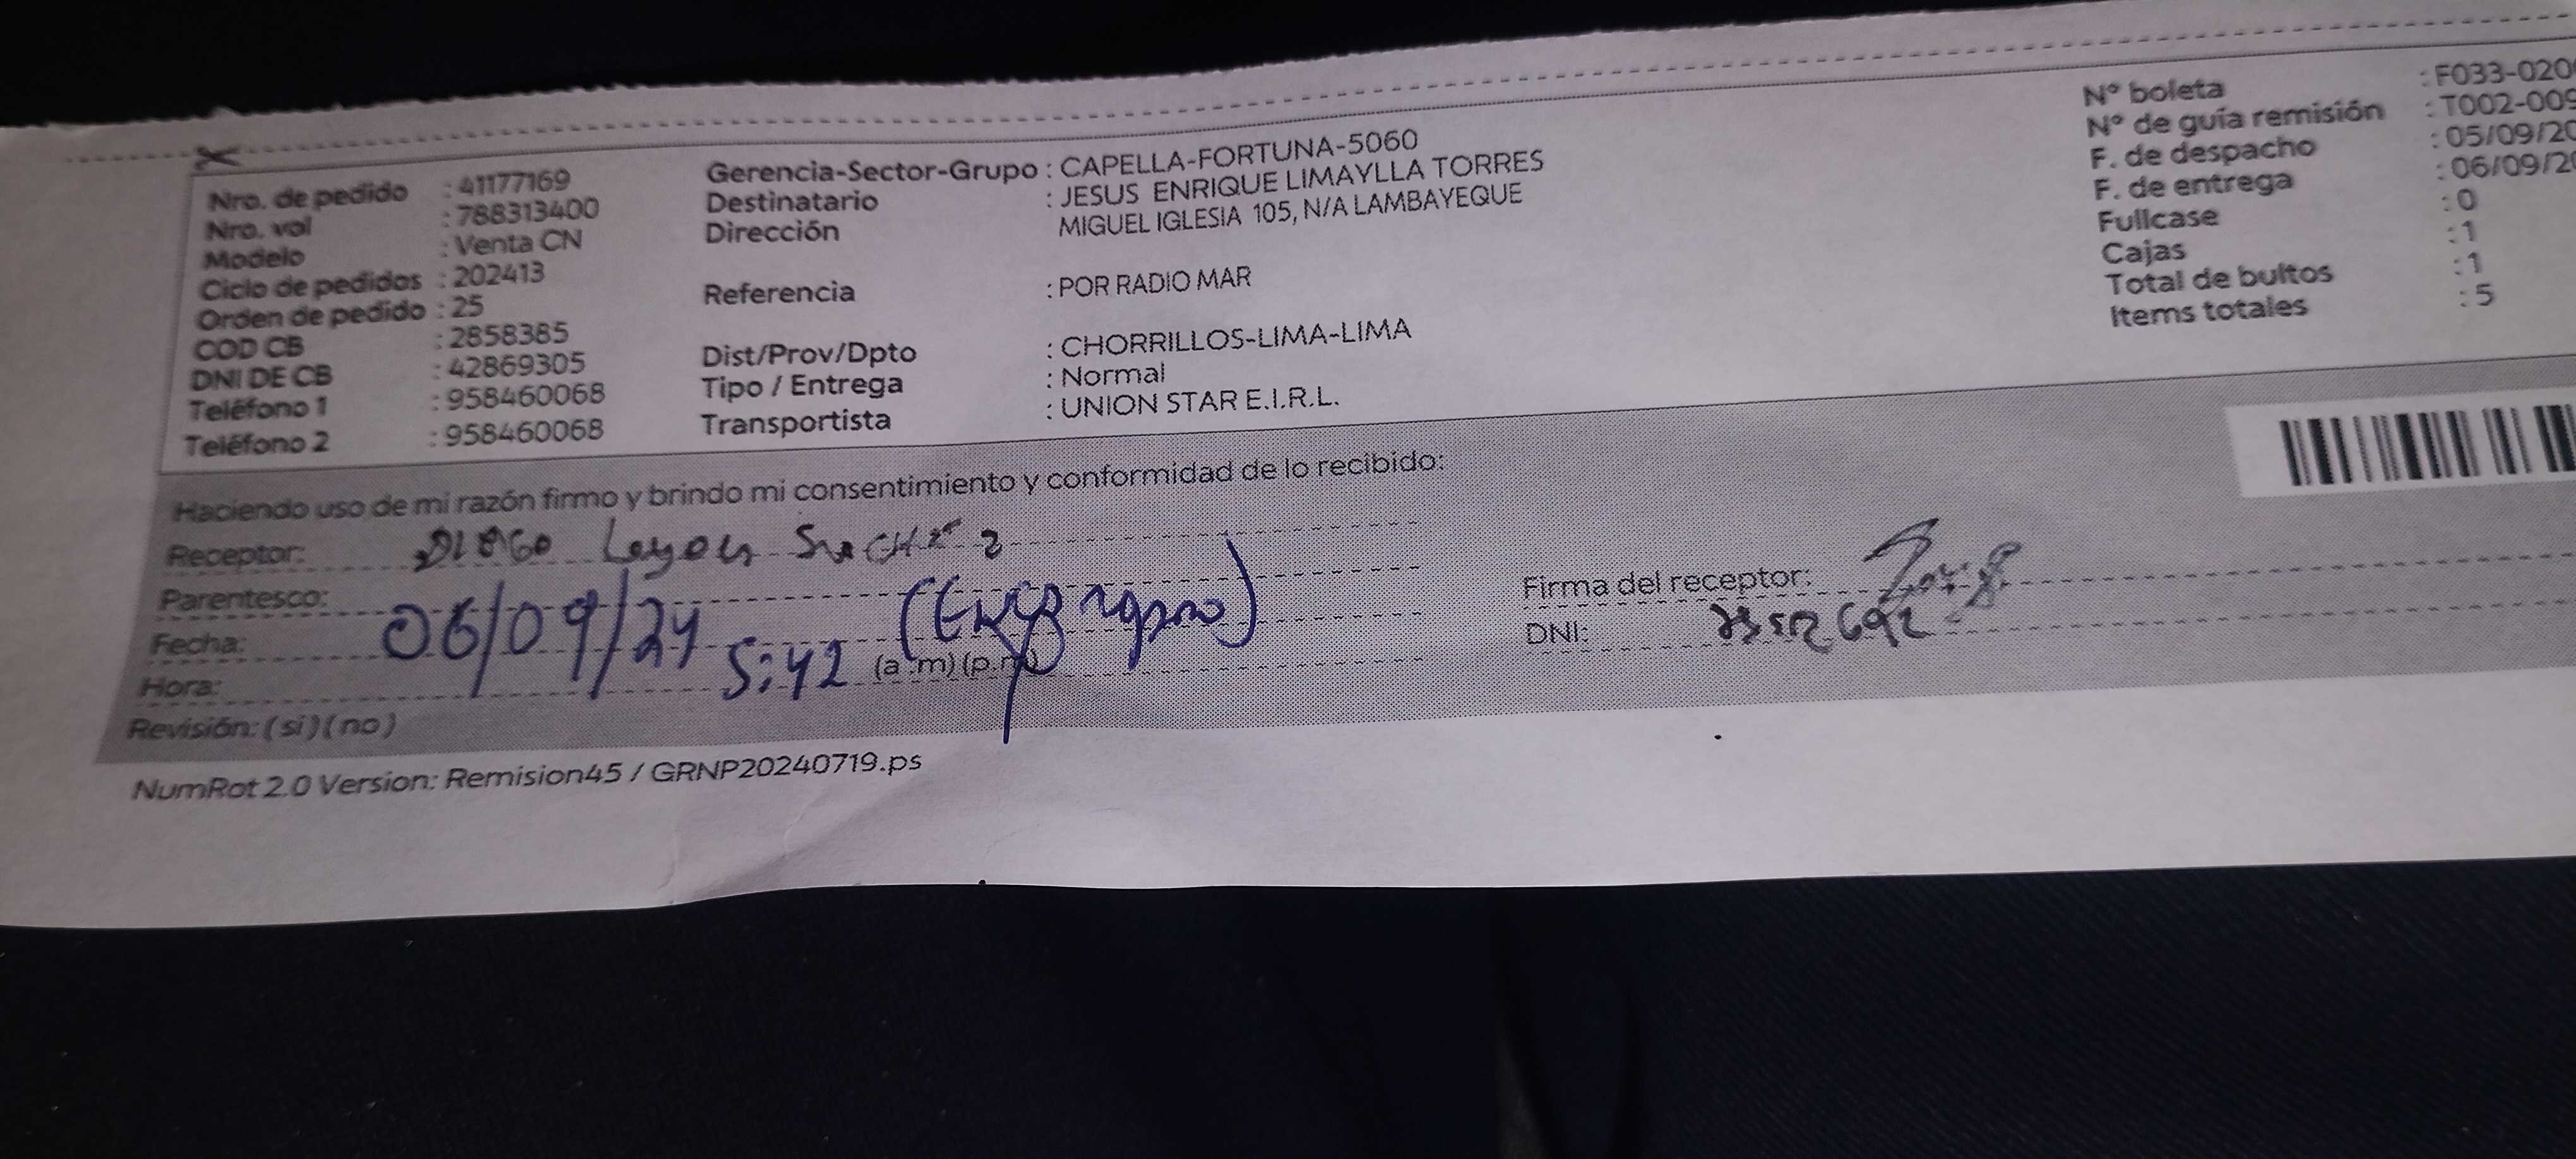 Nro. de pedido : 41177169
Nro. val : 788313400
Modelo : Venta CN
Ciclo de pedidos : 202413
Orden de pedido : 25
COD CB : 2858385
DNI DE CB : 42869305
Teléfono 1 : 958460068
Teléfono 2 : 958460068
Gerencia-Sector-Grupo : CAPELLA-FORTUNA-5060
Destinatario : JESUS ENRIQUE LIMAYLLA TORRES
Dirección MIGUEL IGLESIA 105, N/A LAMBAYEQUE
Referencia : POR RADIO MAR
Dist/Prov/Dpto : CHORRILLOS-LIMA-LIMA
Tipo / Entrega : Normal
Transportista : UNION STAR E.I.R.L.
N° boleta : F033-020
N° de guía remisión : T002-009
F. de despacho : 05/09/20
F. de entrega : 06/09/20
Fullcase : 0
Cajas : 1
Total de bultos : 1
Items totales : 5
Haciendo uso de mi razón firmo y brindo mi consentimiento y conformidad de lo recibido:
Receptor:
Parentesco:
Fecha: 06/09/24
Hora: 5:42 (a.m)(p.m)
Revisión: (si)(no)
Firma del receptor:
DNI:
NumRot 2.0 Version: Remision45 / GRNP20240719.ps